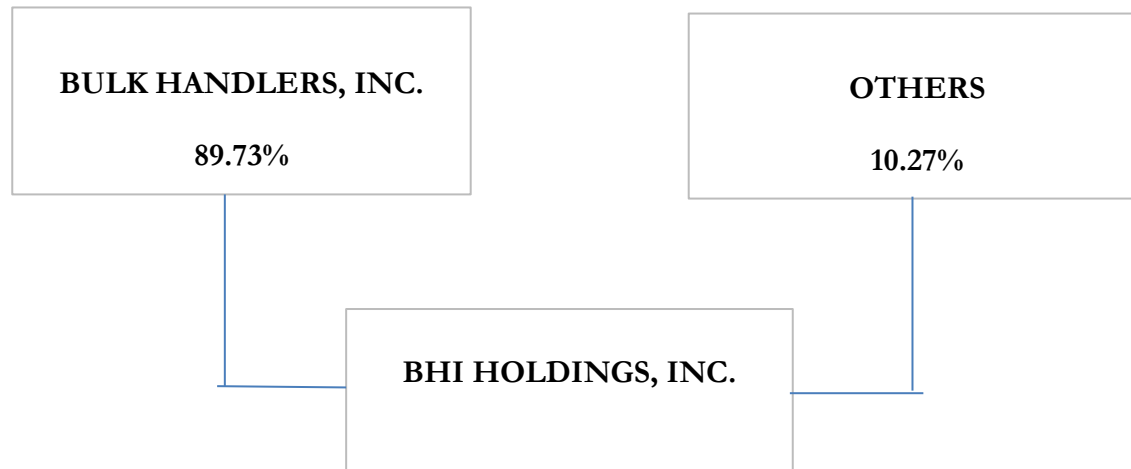 BULK HANDLERS, INC.
89.73%
OTHERS
10.27%
BHI HOLDINGS, INC.